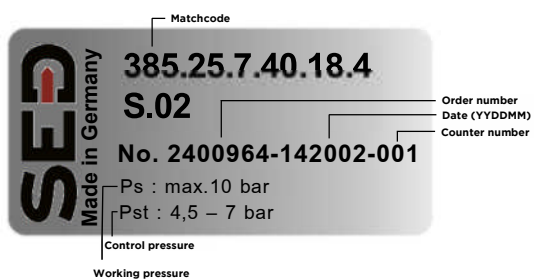 Matchcode
SED
Made in Germany
385.25.7.40.18.4
S.02
Order number
Date (YYDDMM)
Counter number
No. 2400964-142002-001
Ps : max.10 bar
Pst : 4,5 – 7 bar
Control pressure
Working pressure